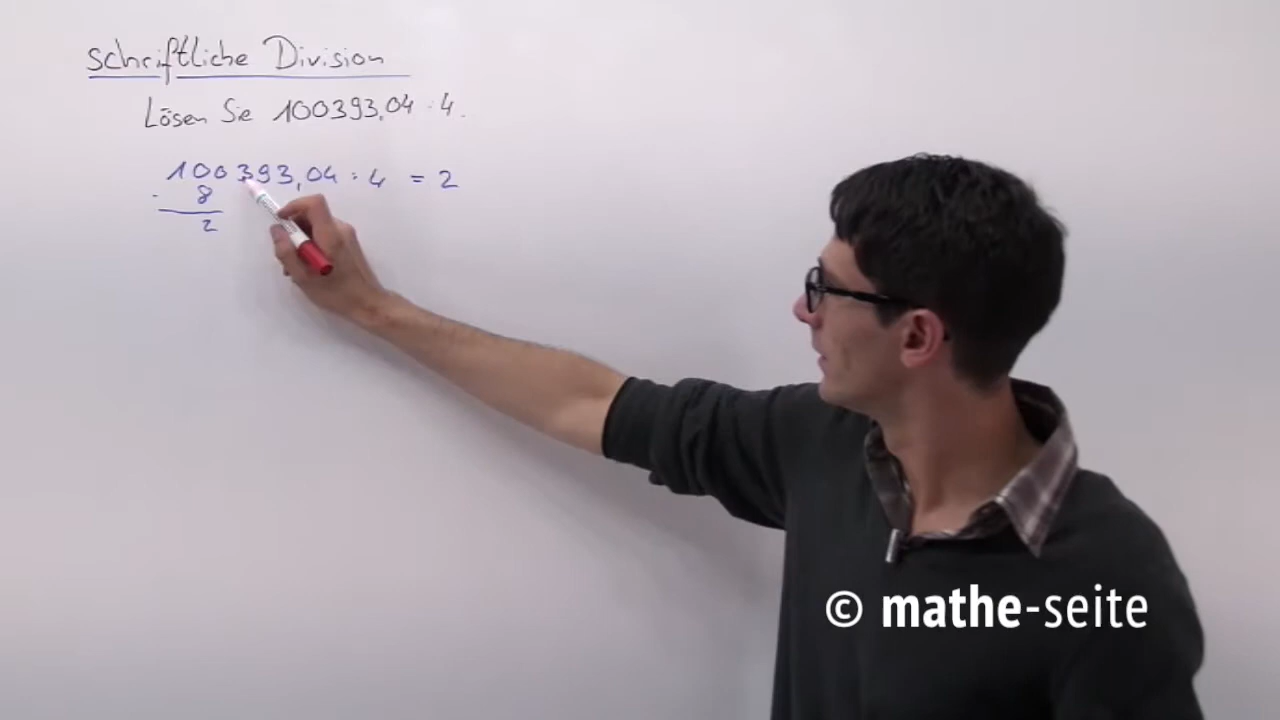 schriftliche Division
Lösen Sie 100393,04 : 4.
100393,04 : 4 = 2
- 8
2
© mathe-seite